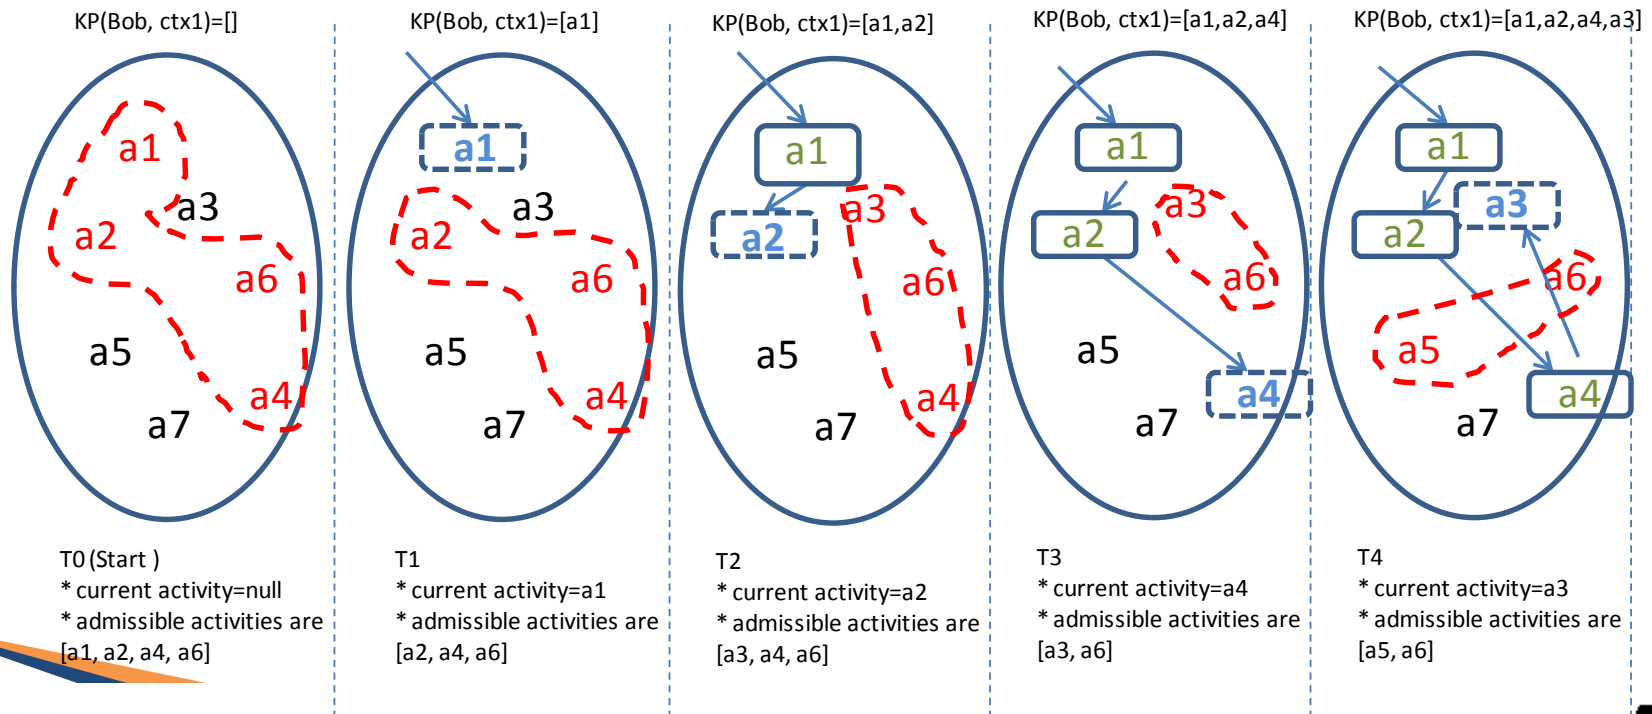 KP(Bob, ctx1)=[]
a1
a3
a2
a6
a5
a4
a7
T0 (Start )
* current activity=null
* admissible activities are
[a1, a2, a4, a6]
KP(Bob, ctx1)=[a1]
a1
a3
a2
a6
a5
a4
a7
T1
* current activity=a1
* admissible activities are
[a2, a4, a6]
KP(Bob, ctx1)=[a1,a2]
a1
a3
a2
a6
a5
a4
a7
T2
* current activity=a2
* admissible activities are
[a3, a4, a6]
KP(Bob, ctx1)=[a1,a2,a4]
a1
a3
a2
a6
a5
a4
a7
T3
* current activity=a4
* admissible activities are
[a3, a6]
KP(Bob, ctx1)=[a1,a2,a4,a3]
a1
a3
a2
a6
a5
a4
a7
T4
* current activity=a3
* admissible activities are
[a5, a6]